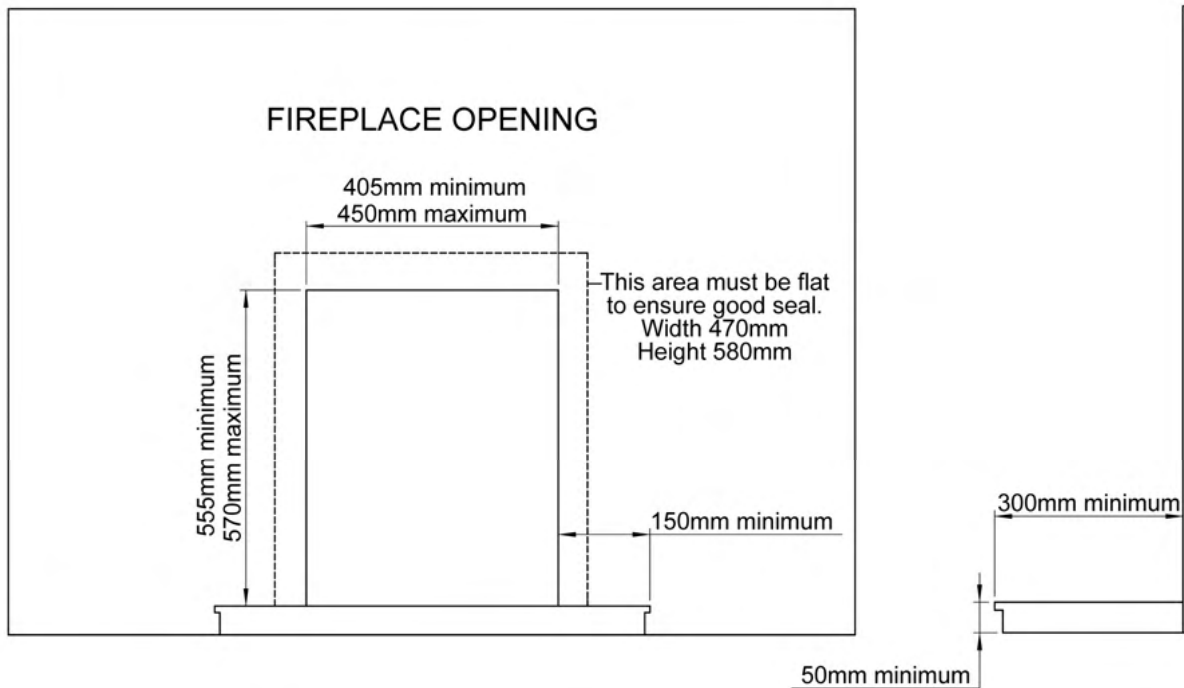 FIREPLACE OPENING
405mm minimum
450mm maximum
This area must be flat
to ensure good seal.
Width 470mm
Height 580mm
555mm minimum
570mm maximum
150mm minimum
300mm minimum
50mm minimum